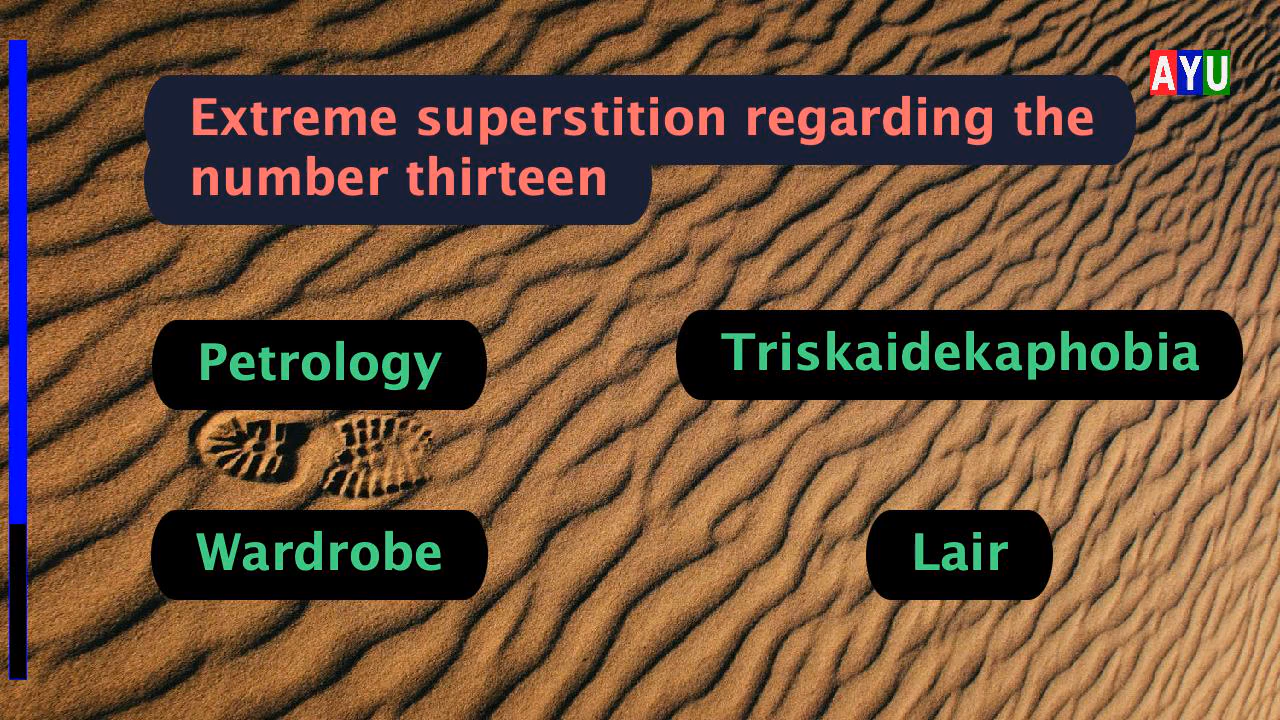 AYU
Extreme superstition regarding the
number thirteen
Petrology
Triskaidekaphobia
Wardrobe
Lair